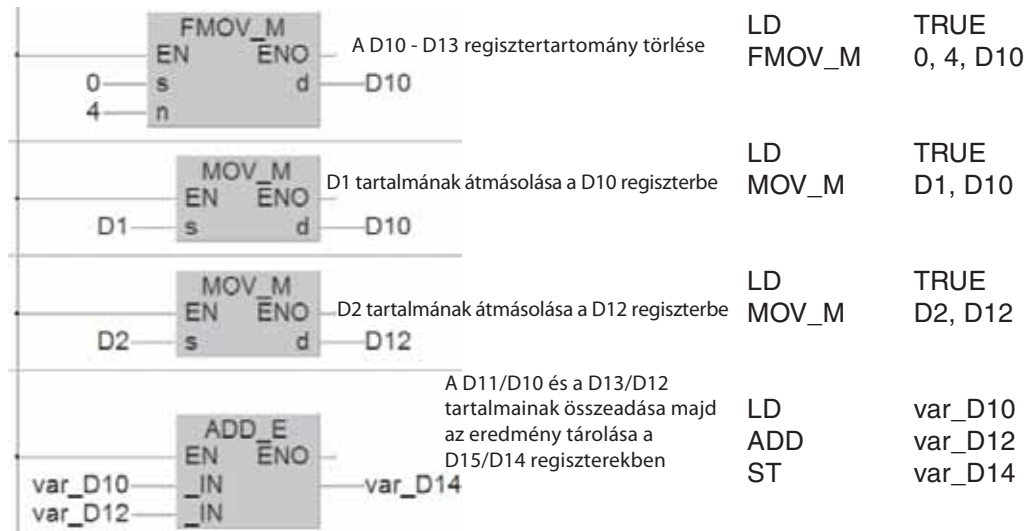 FMOV_M
EN ENO
0 s d D10
4 n
A D10 - D13 regisztertartomány törlése
LD TRUE
FMOV_M 0, 4, D10
MOV_M
EN ENO
D1 s d D10
D1 tartalmának átmásolása a D10 regiszterbe
LD TRUE
MOV_M D1, D10
MOV_M
EN ENO
D2 s d D12
D2 tartalmának átmásolása a D12 regiszterbe
LD TRUE
MOV_M D2, D12
ADD_E
EN ENO
var_D10 _IN var_D14
var_D12 _IN
A D11/D10 és a D13/D12
tartalmainak összeadása majd
az eredmény tárolása a
D15/D14 regiszterekben
LD var_D10
ADD var_D12
ST var_D14